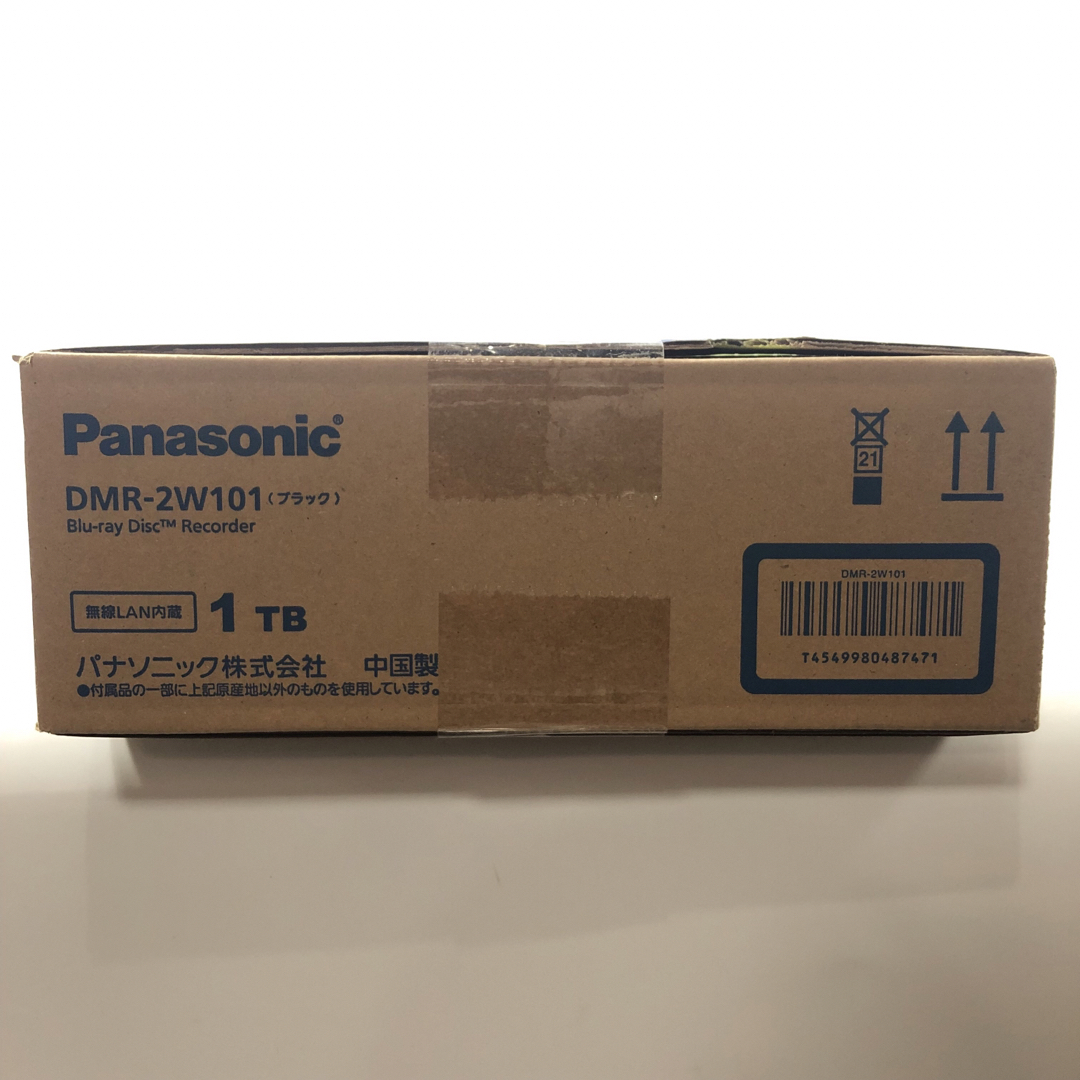 Panasonic®
DMR-2W101(ブラック)
Blu-ray Disc™ Recorder
無線LAN内蔵 1 TB
パナソニック株式会社 中国製
●付属品の一部に上記原産地以外のものを使用しています。
21
DMR-2W101
T4549980487471